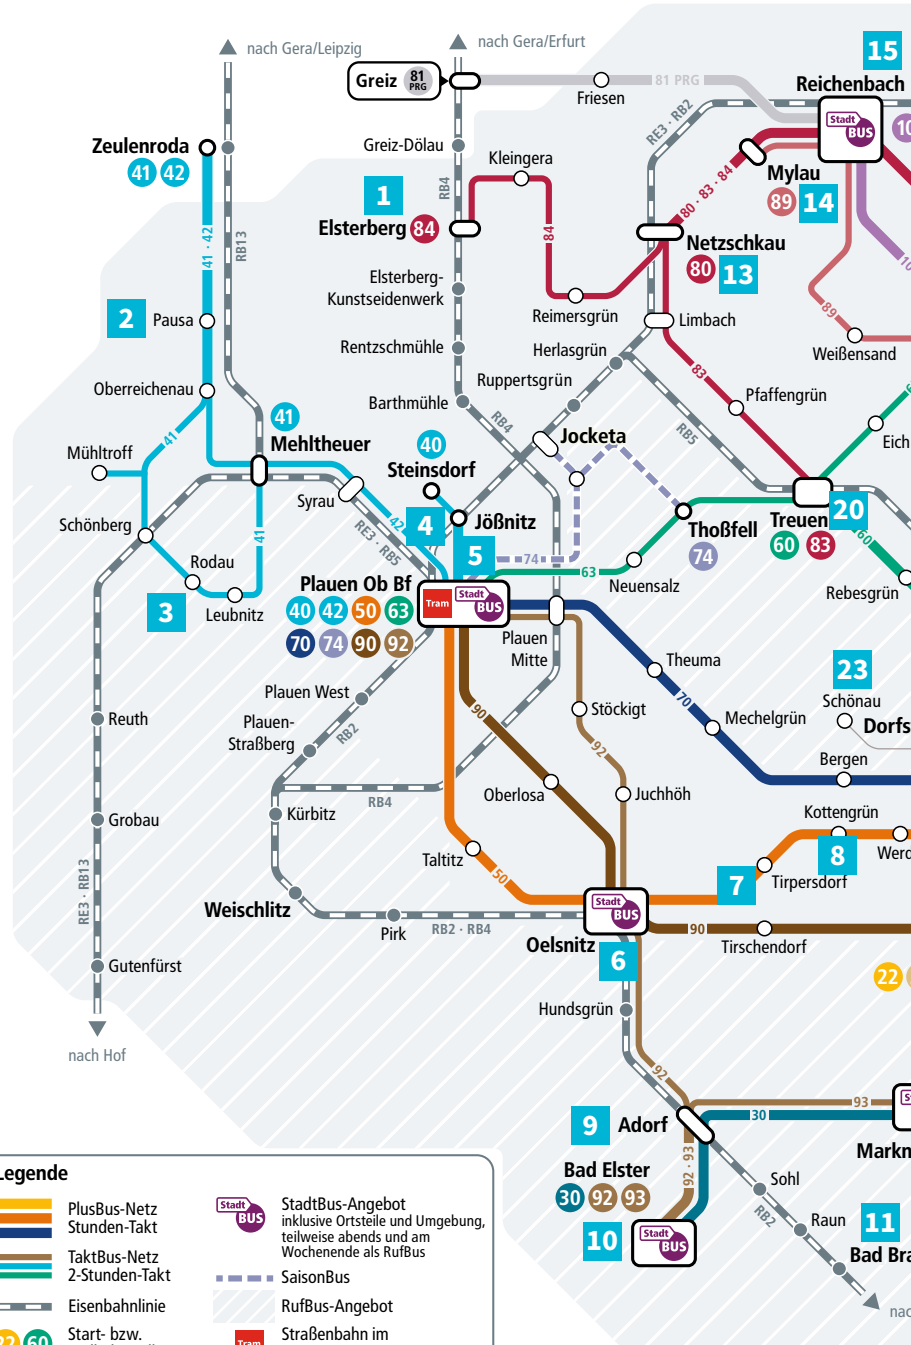 nach Gera/Leipzig
nach Gera/Erfurt
15
Reichenbach
Greiz 81 PRG
81 PRG
Friesen
RE3 · RB2
Stadt BUS
Zeulenroda
41 42
Greiz-Dölau
Kleingera
RB4
80 · 83 · 84
Mylau
89 14
1
Elsterberg 84
84
Netzschkau
80 13
41 · 42
RB13
Elsterberg-
Kunstseidenwerk
Reimersgrün
89
2
Pausa
Limbach
Rentzschmühle
Herlasgrün
Weißensand
83
Oberreichenau
Ruppertsgrün
Barthmühle
Pfaffengrün
41
41
Mehltheuer
RB4
Jocketa
RB5
Eich
Mühltroff
40
Steinsdorf
Syrau
42
4
Jößnitz
Thoßfell
74
Treuen
20
60 83
60
Schönberg
41
RE3 · RB5
5
74
63
Neuensalz
Rodau
3
Leubnitz
Plauen Ob Bf
40 42 50 63
70 74 90 92
Tram
Stadt BUS
Rebesgrün
Plauen
Mitte
Theuma
23
Schönau
Dorfs
Plauen West
70
Plauen-
Straßberg
RB2
90
Stöckigt
Mechelgrün
Reuth
92
Bergen
RB4
Oberlosa
Juchhöh
Kottengrün
Grobau
Kürbitz
Taltitz
50
8
Werd
7
Tirpersdorf
RE3 · RB13
Weischlitz
Stadt BUS
Pirk
RB2 · RB4
Oelsnitz
90
Tirschendorf
6
Gutenfürst
22
Hundsgrün
nach Hof
92
93
30
9
Adorf
Markn
Bad Elster
30 92 93
92 · 93
Sohl
RB2
Raun
11
Bad Bra
10
Stadt BUS
Legende
PlusBus-Netz
Stunden-Takt
TaktBus-Netz
2-Stunden-Takt
Eisenbahnlinie
60
Start- bzw.
Stadt BUS
StadtBus-Angebot
inklusive Ortsteile und Umgebung,
teilweise abends und am
Wochenende als RufBus
SaisonBus
RufBus-Angebot
Tram
Straßenbahn im